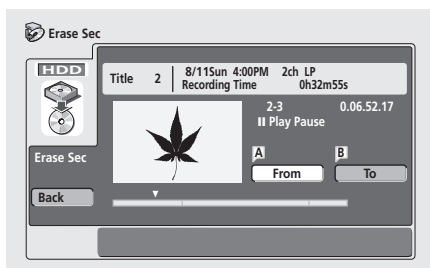 Erase Sec
HDD
Title 2 8/11Sun 4:00PM 2ch LP
Recording Time 0h32m55s
2-3 0.06.52.17
Play Pause
Erase Sec
A B
From To
Back